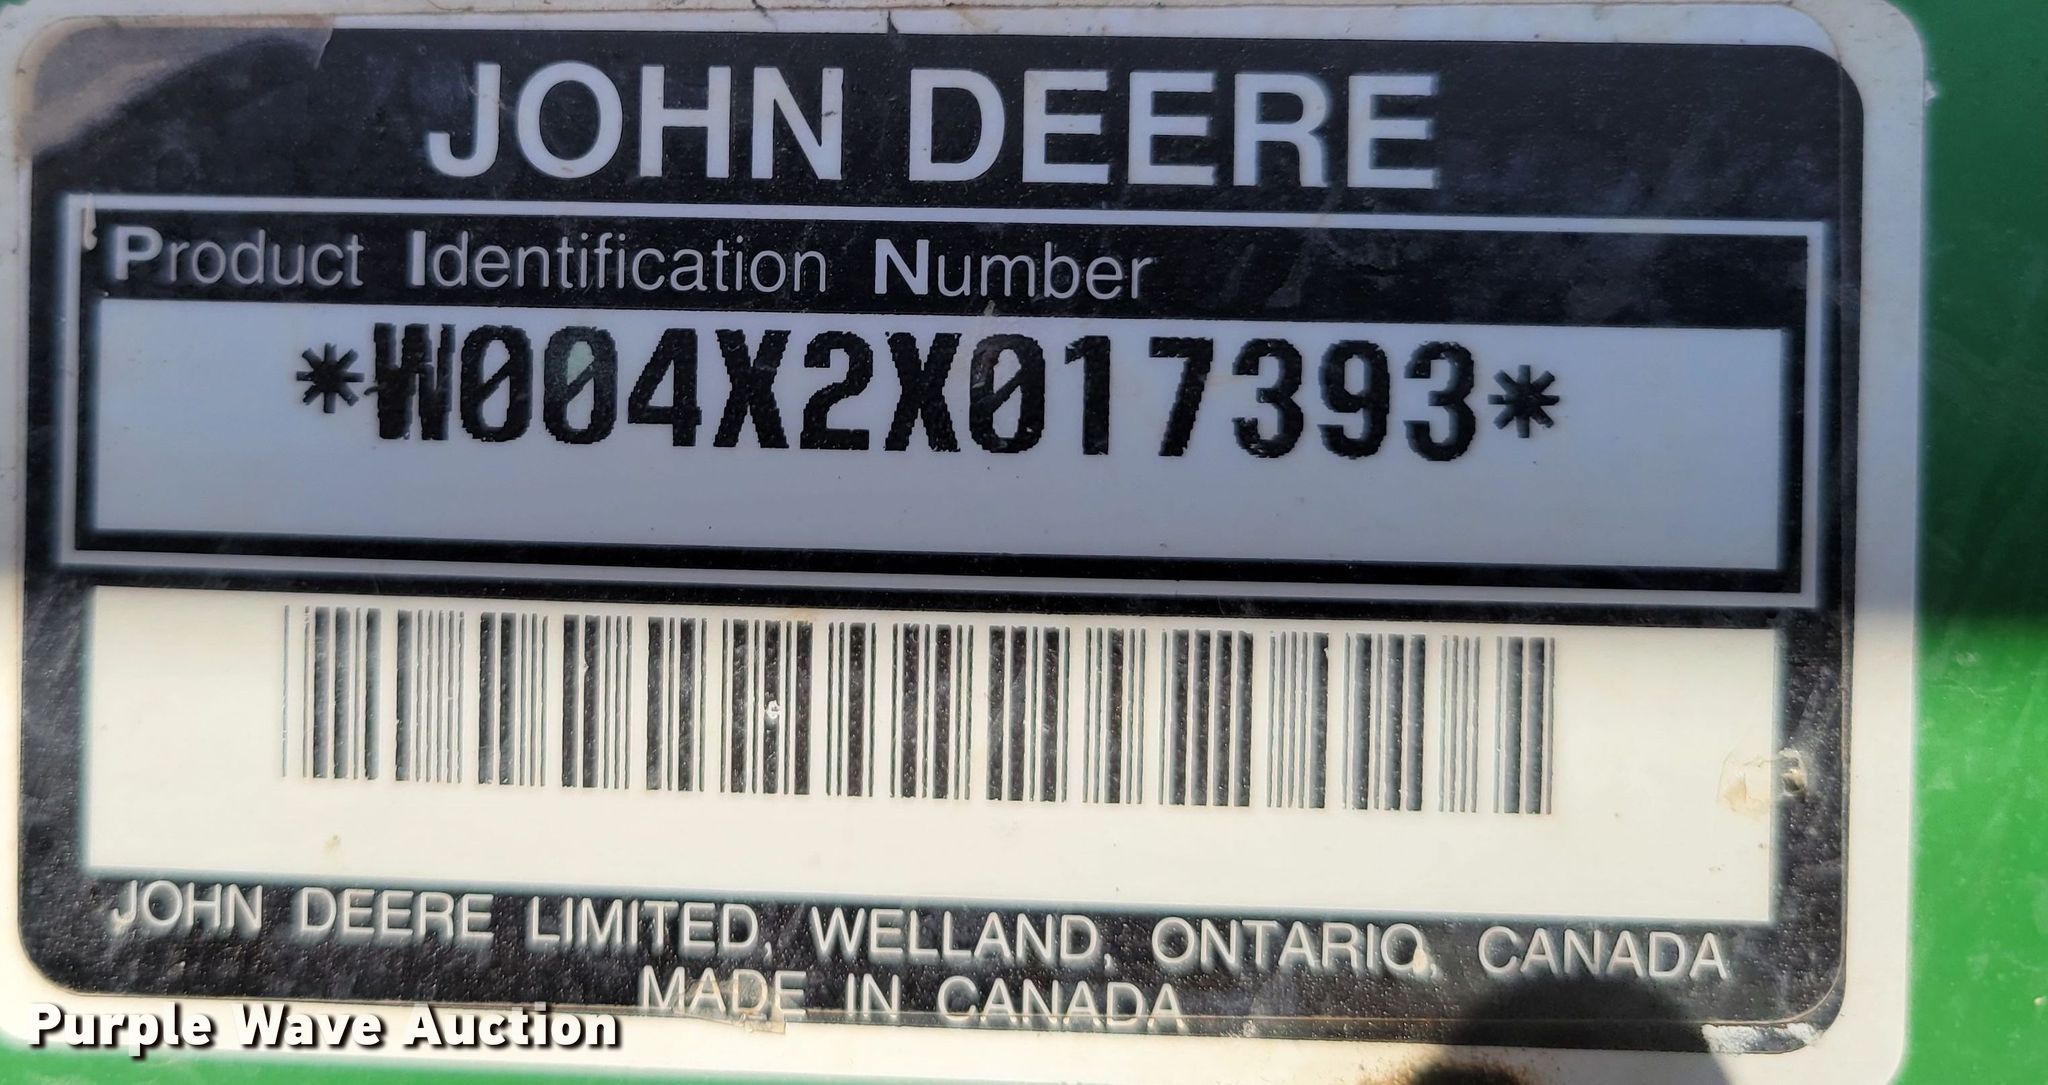 JOHN DEERE
Product Identification Number
*W004X2X017393*
JOHN DEERE LIMITED, WELLAND, ONTARIO, CANADA
MADE IN CANADA
Purple Wave Auction